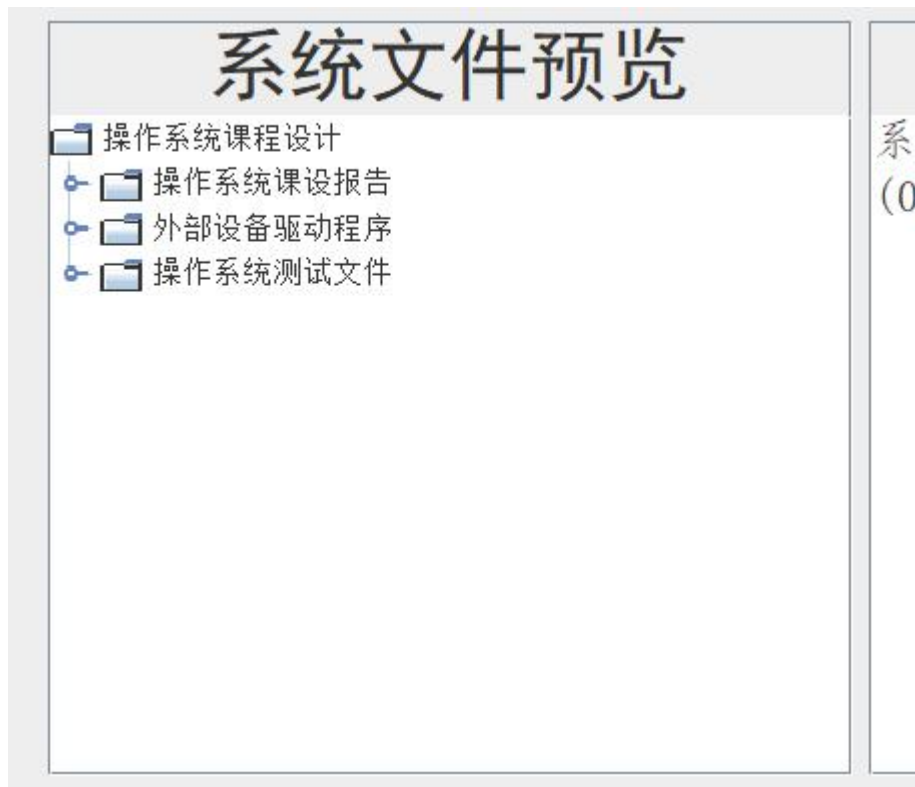 系统文件预览
操作系统课程设计
操作系统课设报告
外部设备驱动程序
操作系统测试文件
系
(0